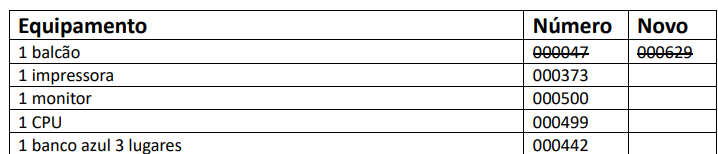 Equipamento Número Novo
1 balcão 000047 000629
1 impressora 000373
1 monitor 000500
1 CPU 000499
1 banco azul 3 lugares 000442